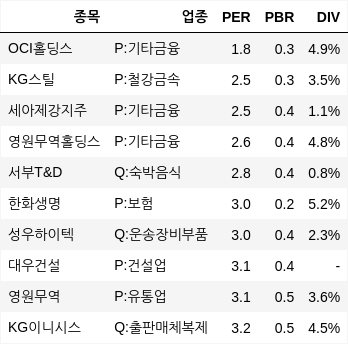 종목 업종 PER PBR DIV
OCI홀딩스 P:기타금융 1.8 0.3 4.9%
KG스틸 P:철강금속 2.5 0.3 3.5%
세아제강지주 P:기타금융 2.5 0.4 1.1%
영원무역홀딩스 P:기타금융 2.6 0.4 4.8%
서부T&D Q:숙박음식 2.8 0.4 0.8%
한화생명 P:보험 3.0 0.2 5.2%
성우하이텍 Q:운송장비부품 3.0 0.4 2.3%
대우건설 P:건설업 3.1 0.4 -
영원무역 P:유통업 3.1 0.5 3.6%
KG이니시스 Q:출판매체복제 3.2 0.5 4.5%